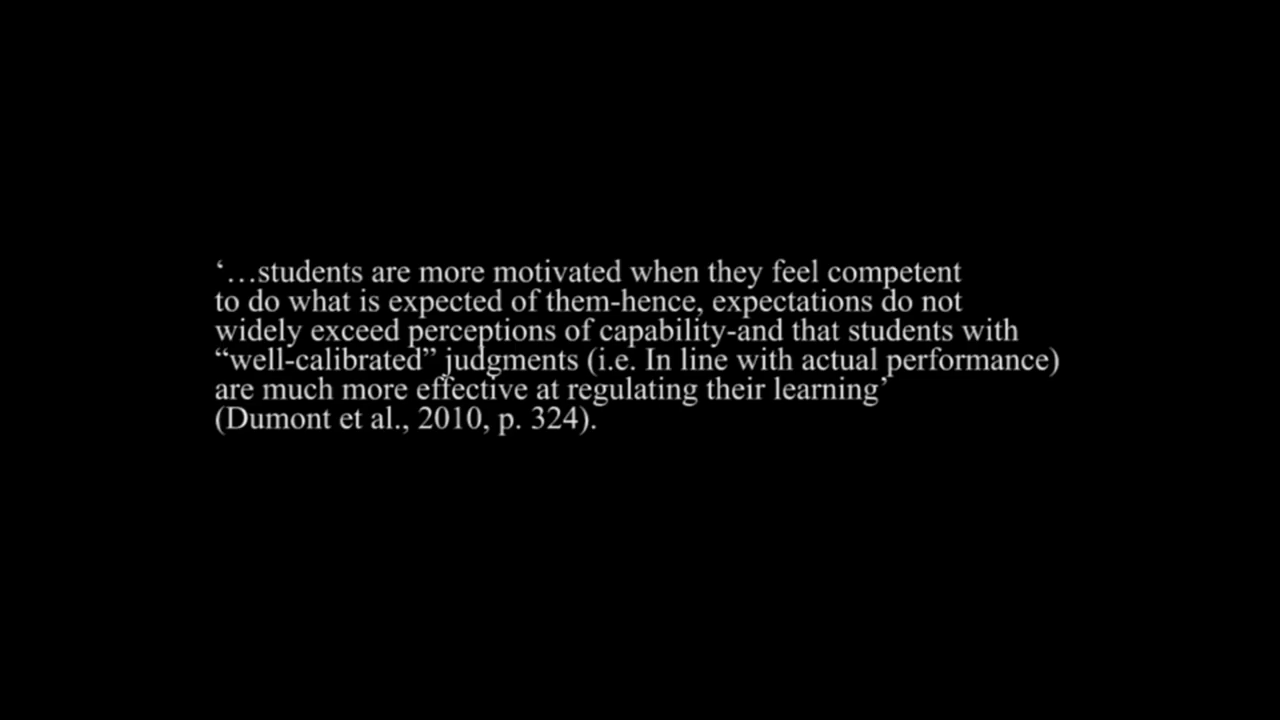 ‘…students are more motivated when they feel competent
to do what is expected of them-hence, expectations do not
widely exceed perceptions of capability-and that students with
“well-calibrated” judgments (i.e. In line with actual performance)
are much more effective at regulating their learning’
(Dumont et al., 2010, p. 324).